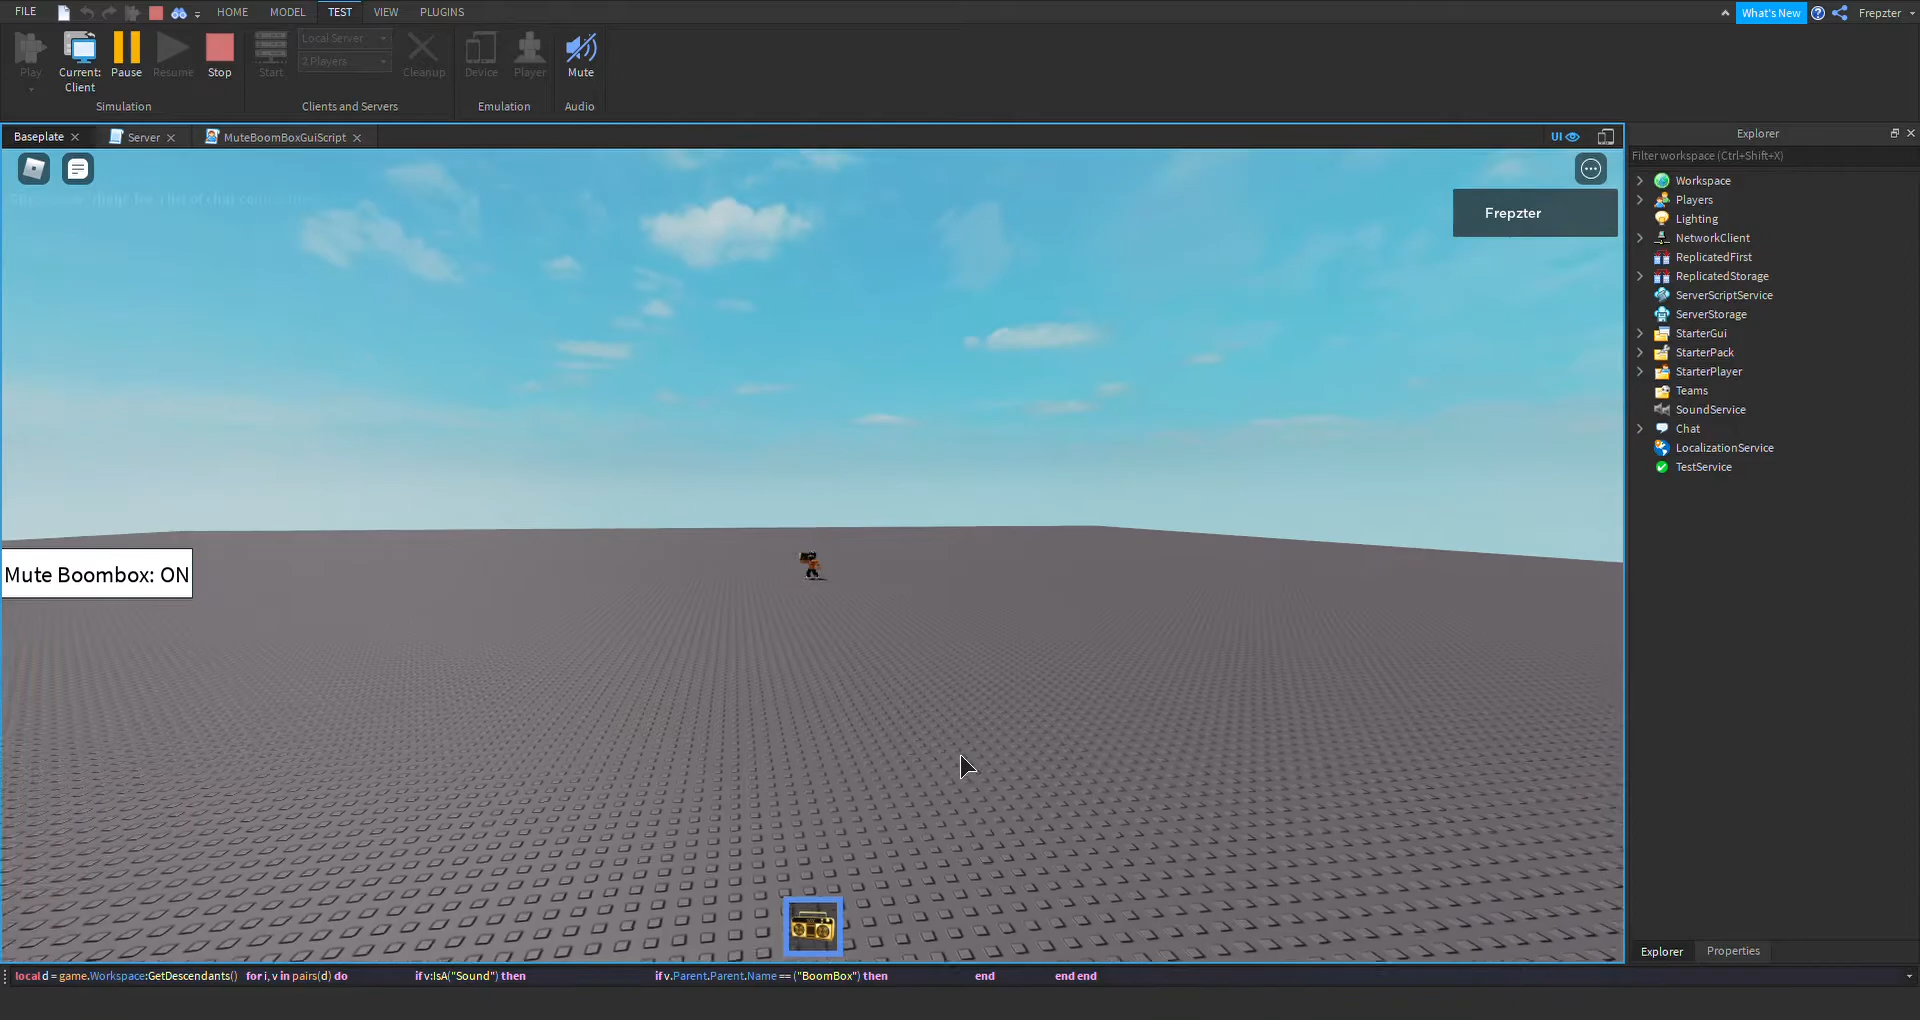 FILE
HOME
MODEL
TEST
VIEW
PLUGINS
What's New
Frepzter
Play
Current:
Client
Pause
Resume
Stop
Start
Local Server
2 Players
Cleanup
Device
Player
Mute
Simulation
Clients and Servers
Emulation
Audio
Baseplate
Server
MuteBoomBoxGuiScript
UI
Explorer
Filter workspace (Ctrl+Shift+X)
Workspace
Players
Lighting
NetworkClient
ReplicatedFirst
ReplicatedStorage
ServerScriptService
ServerStorage
StarterGui
StarterPack
StarterPlayer
Teams
SoundService
Chat
LocalizationService
TestService
Frepzter
Mute Boombox: ON
Explorer
Properties
local d = game.Workspace:GetDescendants() for i, v in pairs(d) do if v:IsA("Sound") then if v.Parent.Parent.Name == ("BoomBox") then end end end